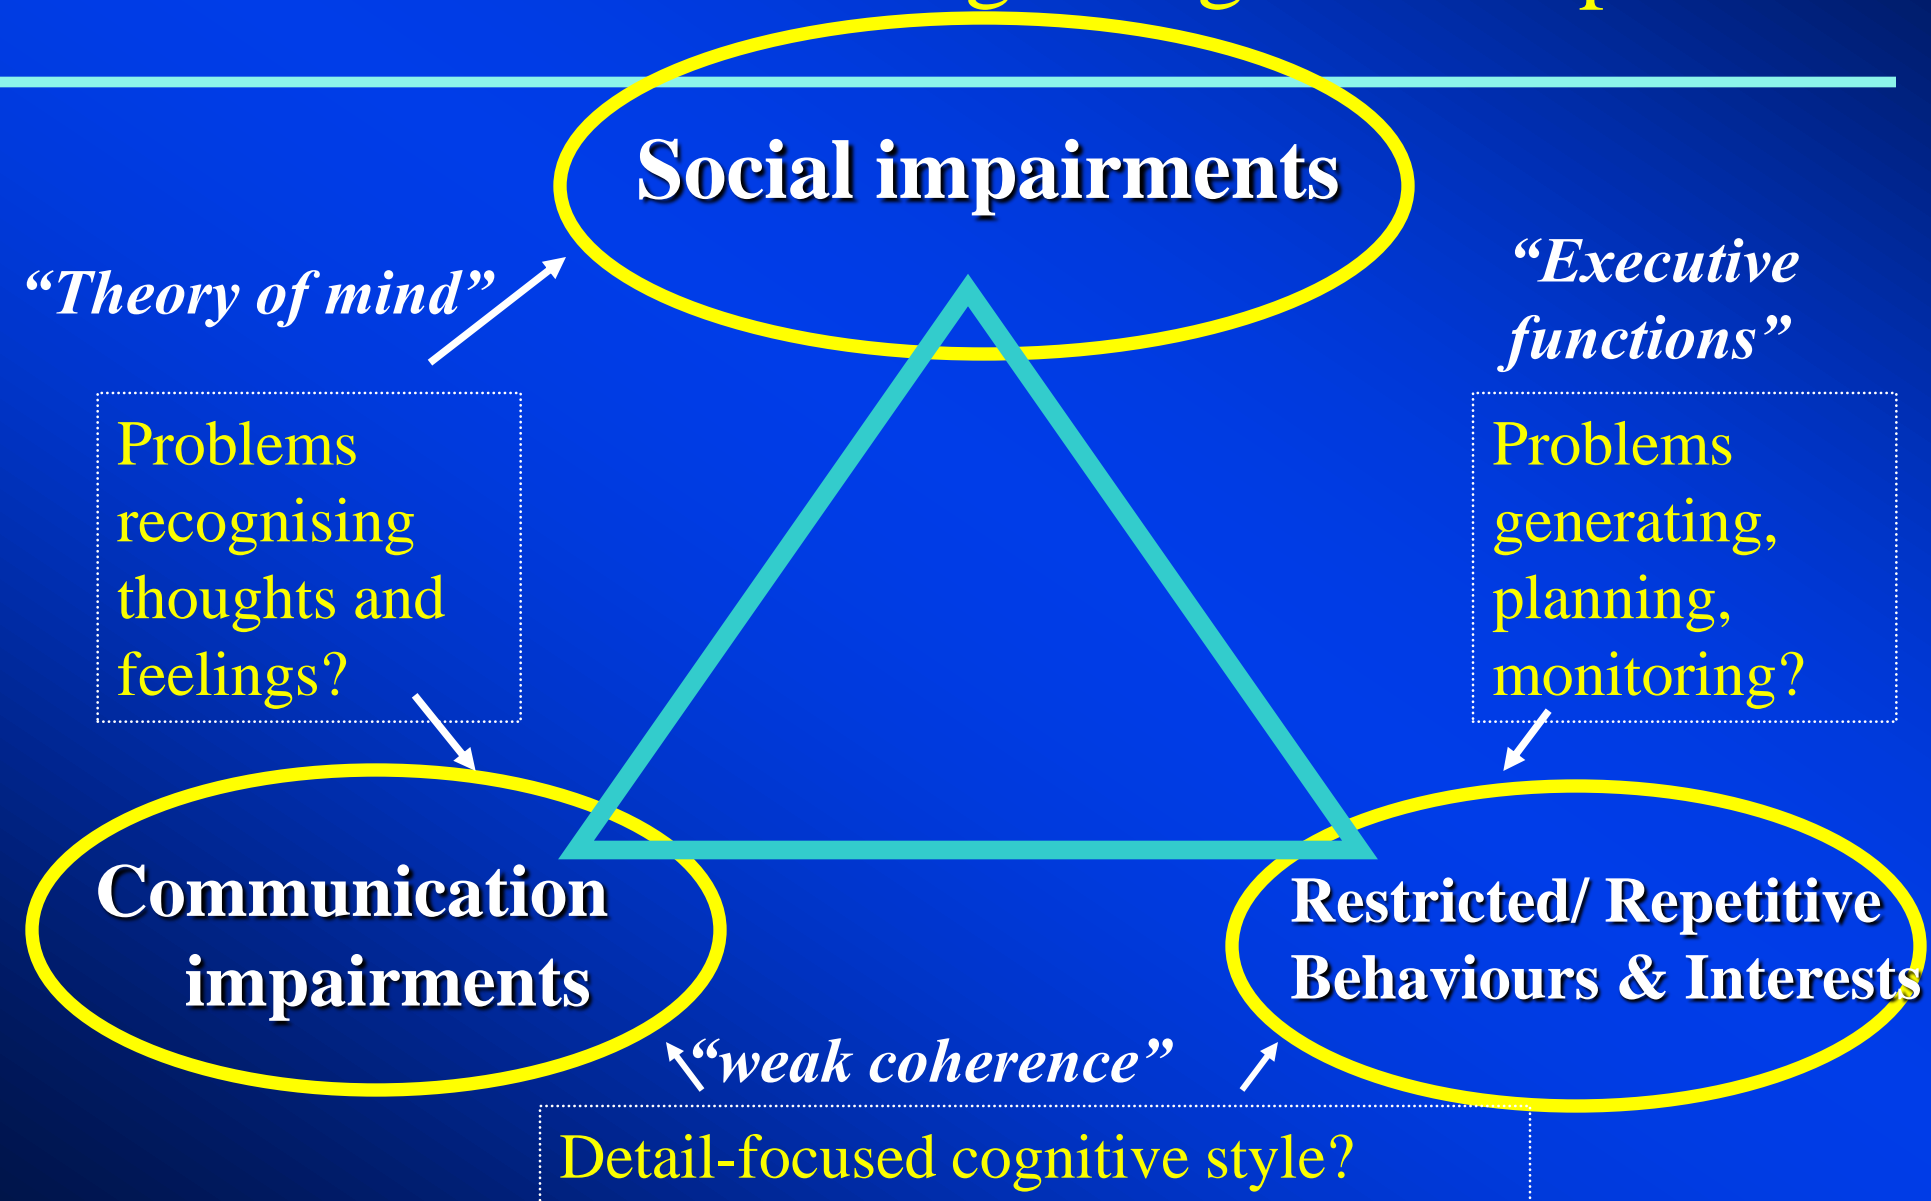 Social impairments
“Theory of mind”
“Executive
functions”
Problems
recognising
thoughts and
feelings?
Problems
generating,
planning,
monitoring?
Communication
impairments
Restricted/ Repetitive
Behaviours & Interests
“weak coherence”
Detail-focused cognitive style?